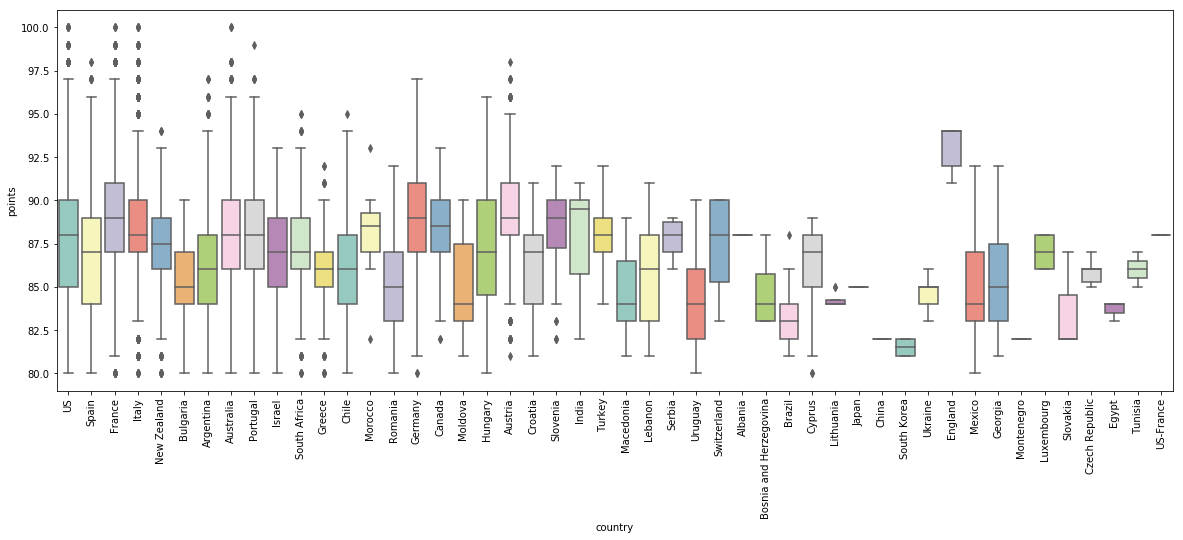 100.0
97.5
95.0
92.5
90.0
87.5
85.0
82.5
80.0
points
US
Spain
France
Italy
New Zealand
Bulgaria
Argentina
Australia
Portugal
Israel
South Africa
Greece
Chile
Morocco
Romania
Germany
Canada
Moldova
Hungary
Austria
Croatia
Slovenia
India
Turkey
Macedonia
Lebanon
Serbia
Uruguay
Switzerland
Albania
Bosnia and Herzegovina
Brazil
Cyprus
Lithuania
Japan
China
South Korea
Ukraine
England
Mexico
Georgia
Montenegro
Luxembourg
Slovakia
Czech Republic
Egypt
Tunisia
US-France
country